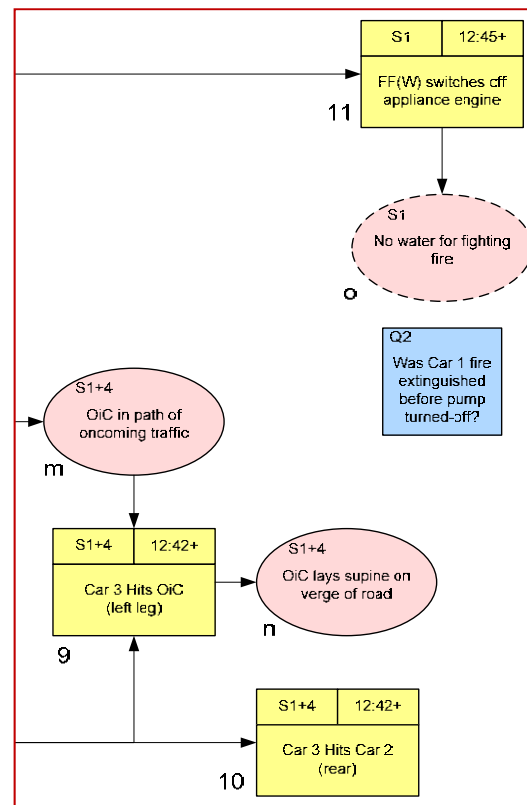 S1 12:45+
FF(W) switches off
appliance engine
11
S1
No water for fighting
fire
o
Q2
Was Car 1 fire
extinguished
before pump
turned-off?
S1+4
OiC in path of
oncoming traffic
m
S1+4 12:42+
Car 3 Hits OiC
(left leg)
9
S1+4
OiC lays supine on
verge of road
n
S1+4 12:42+
Car 3 Hits Car 2
(rear)
10